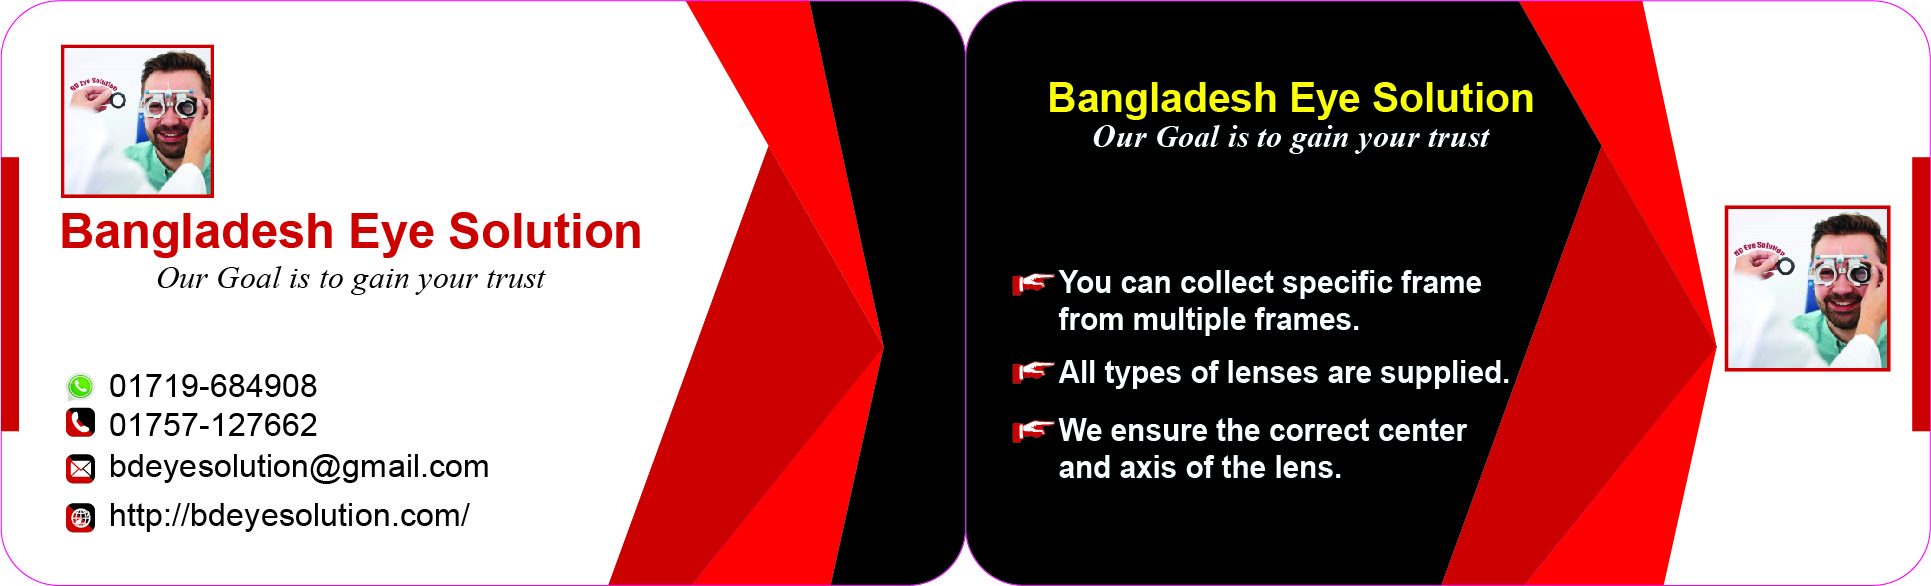 BD Eye Solution
Bangladesh Eye Solution
Our Goal is to gain your trust
01719-684908
01757-127662
bdeyesolution@gmail.com
http://bdeyesolution.com/
Bangladesh Eye Solution
Our Goal is to gain your trust
You can collect specific frame
from multiple frames.
All types of lenses are supplied.
We ensure the correct center
and axis of the lens.
BD Eye Solution